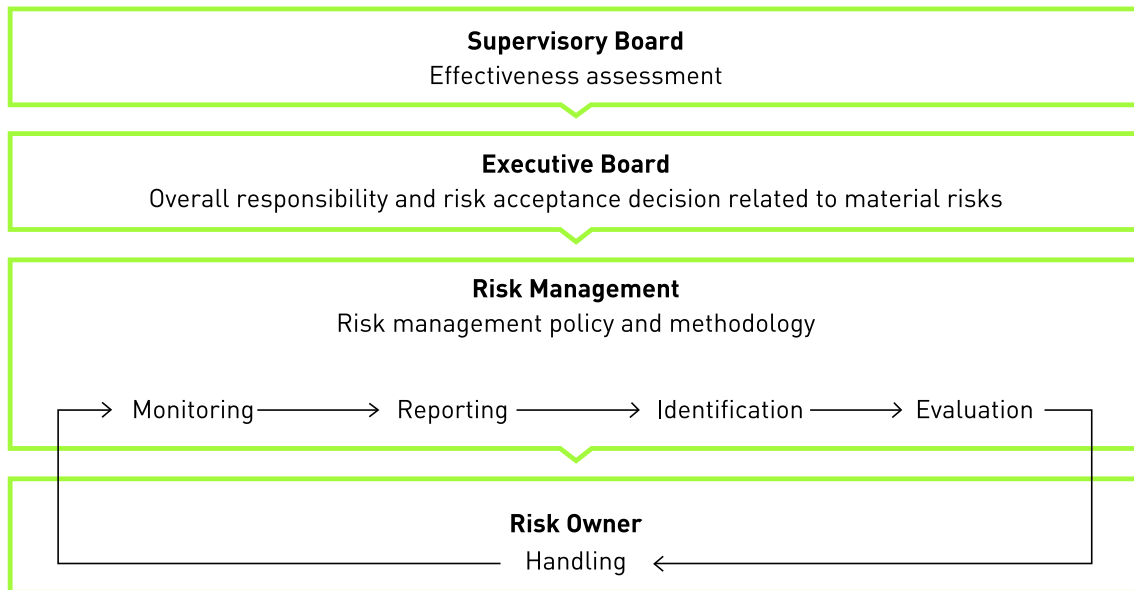 Supervisory Board
Effectiveness assessment
Executive Board
Overall responsibility and risk acceptance decision related to material risks
Risk Management
Risk management policy and methodology
Monitoring Reporting Identification Evaluation
Risk Owner
Handling